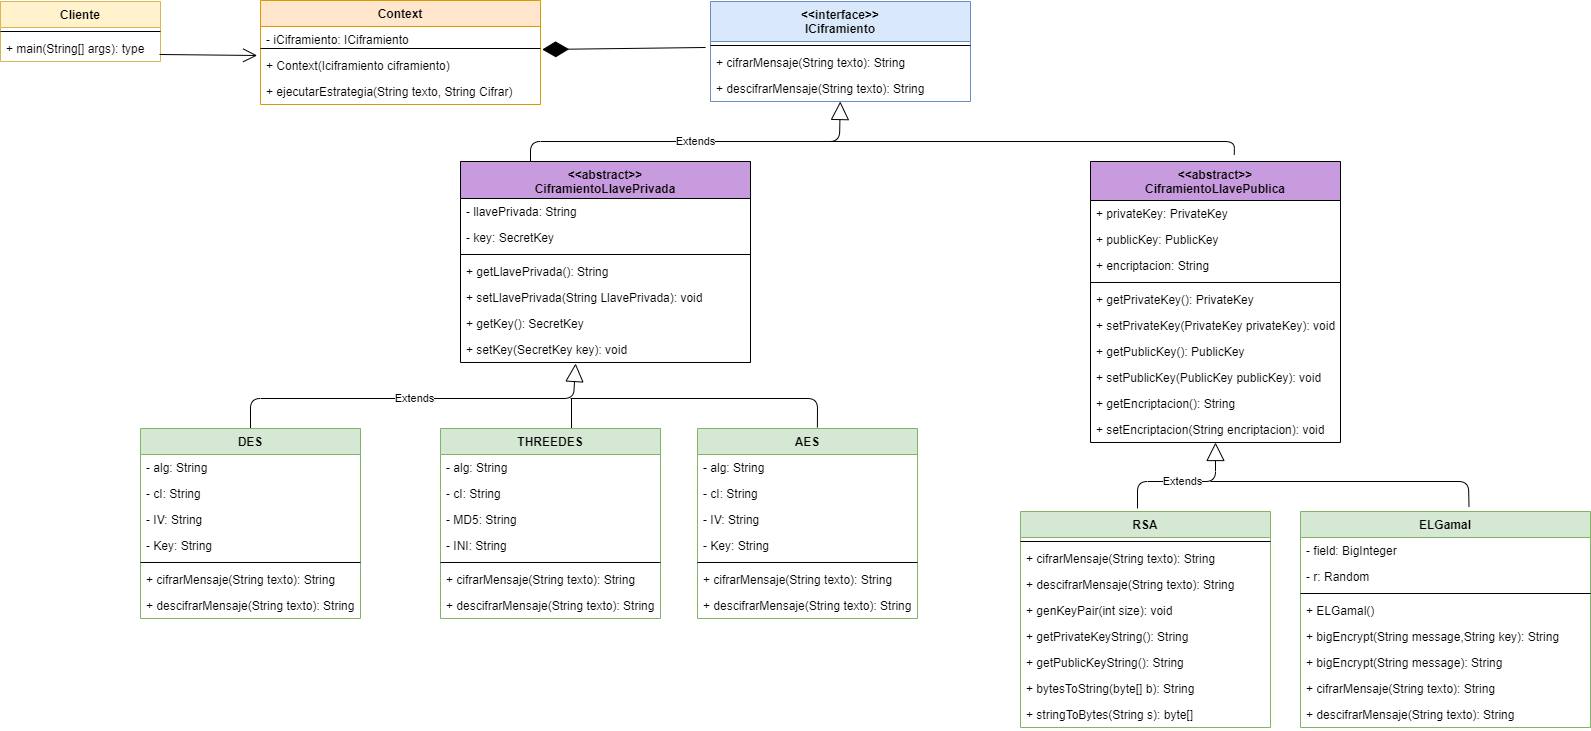 Cliente
+ main(String[] args): type
Context
- iCiframiento: ICiframiento
+ Context(Iciframiento ciframiento)
+ ejecutarEstrategia(String texto, String Cifrar)
<<interface>>
ICiframiento
+ cifrarMensaje(String texto): String
+ descifrarMensaje(String texto): String
Extends
<<abstract>>
CiframientoLlavePrivada
- llavePrivada: String
- key: SecretKey
+ getLlavePrivada(): String
+ setLlavePrivada(String LlavePrivada): void
+ getKey(): SecretKey
+ setKey(SecretKey key): void
<<abstract>>
CiframientoLlavePublica
+ privateKey: PrivateKey
+ publicKey: PublicKey
+ encriptacion: String
+ getPrivateKey(): PrivateKey
+ setPrivateKey(PrivateKey privateKey): void
+ getPublicKey(): PublicKey
+ setPublicKey(PublicKey publicKey): void
+ getEncriptacion(): String
+ setEncriptacion(String encriptacion): void
Extends
DES
- alg: String
- cI: String
- IV: String
- Key: String
+ cifrarMensaje(String texto): String
+ descifrarMensaje(String texto): String
THREEDES
- alg: String
- cI: String
- MD5: String
- INI: String
+ cifrarMensaje(String texto): String
+ descifrarMensaje(String texto): String
AES
- alg: String
- cI: String
- IV: String
- Key: String
+ cifrarMensaje(String texto): String
+ descifrarMensaje(String texto): String
Extends
RSA
+ cifrarMensaje(String texto): String
+ descifrarMensaje(String texto): String
+ genKeyPair(int size): void
+ getPrivateKeyString(): String
+ getPublicKeyString(): String
+ bytesToString(byte[] b): String
+ stringToBytes(String s): byte[]
ELGamal
- field: BigInteger
- r: Random
+ ELGamal()
+ bigEncrypt(String message,String key): String
+ bigEncrypt(String message): String
+ cifrarMensaje(String texto): String
+ descifrarMensaje(String texto): String